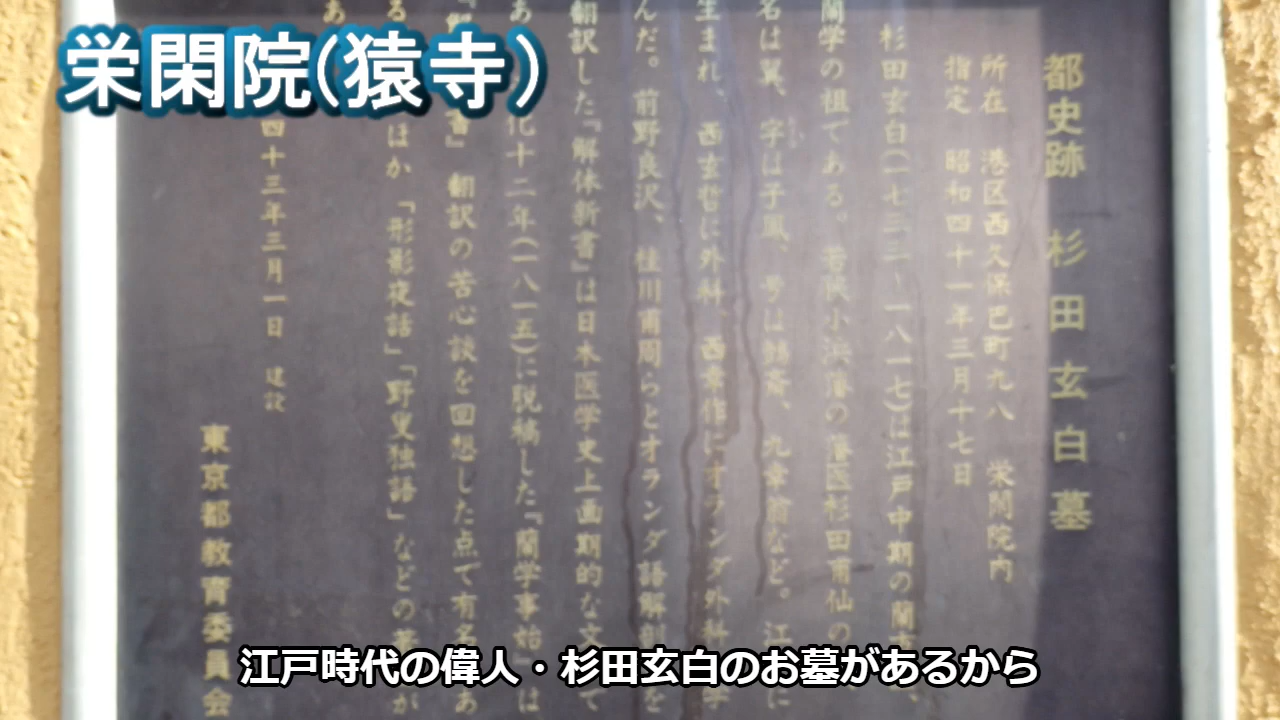 栄閑院(猿寺)
都史跡 杉田玄白墓
所在 港区西久保巴町九八 栄閑院内
指定 昭和四十一年三月十七日
杉田玄白(一七三三~一八一七)は江戸中期の蘭
蘭学の祖である。若狭小浜藩の藩医杉田甫仙の
名は翼、字は子鳳、号は鷧斎、九幸翁など。江
生まれ、西玄哲に外科、西幸作にオランダ外科
んだ。前野良沢、桂川甫周らとオランダ語解剖
翻訳した『解体新書』は日本医学史上画期的な文
あ 化十二年(一八一五)に脱稿した『蘭学事始』は
書』翻訳の苦心談を回想した点で有名
る ほか「形影夜話」「野叟独語」などの著 が
あ
四十三年三月一日 建設
東京都教育委員会
江戸時代の偉人・杉田玄白のお墓があるから